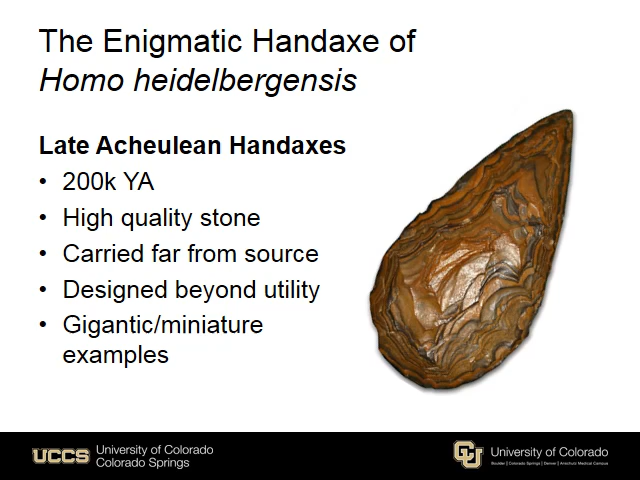 The Enigmatic Handaxe of
Homo heidelbergensis
Late Acheulean Handaxes
• 200k YA
• High quality stone
• Carried far from source
• Designed beyond utility
• Gigantic/miniature
examples
UCCS University of Colorado
Colorado Springs
CU University of Colorado
Boulder | Colorado Springs | Denver | Anschutz Medical Campus